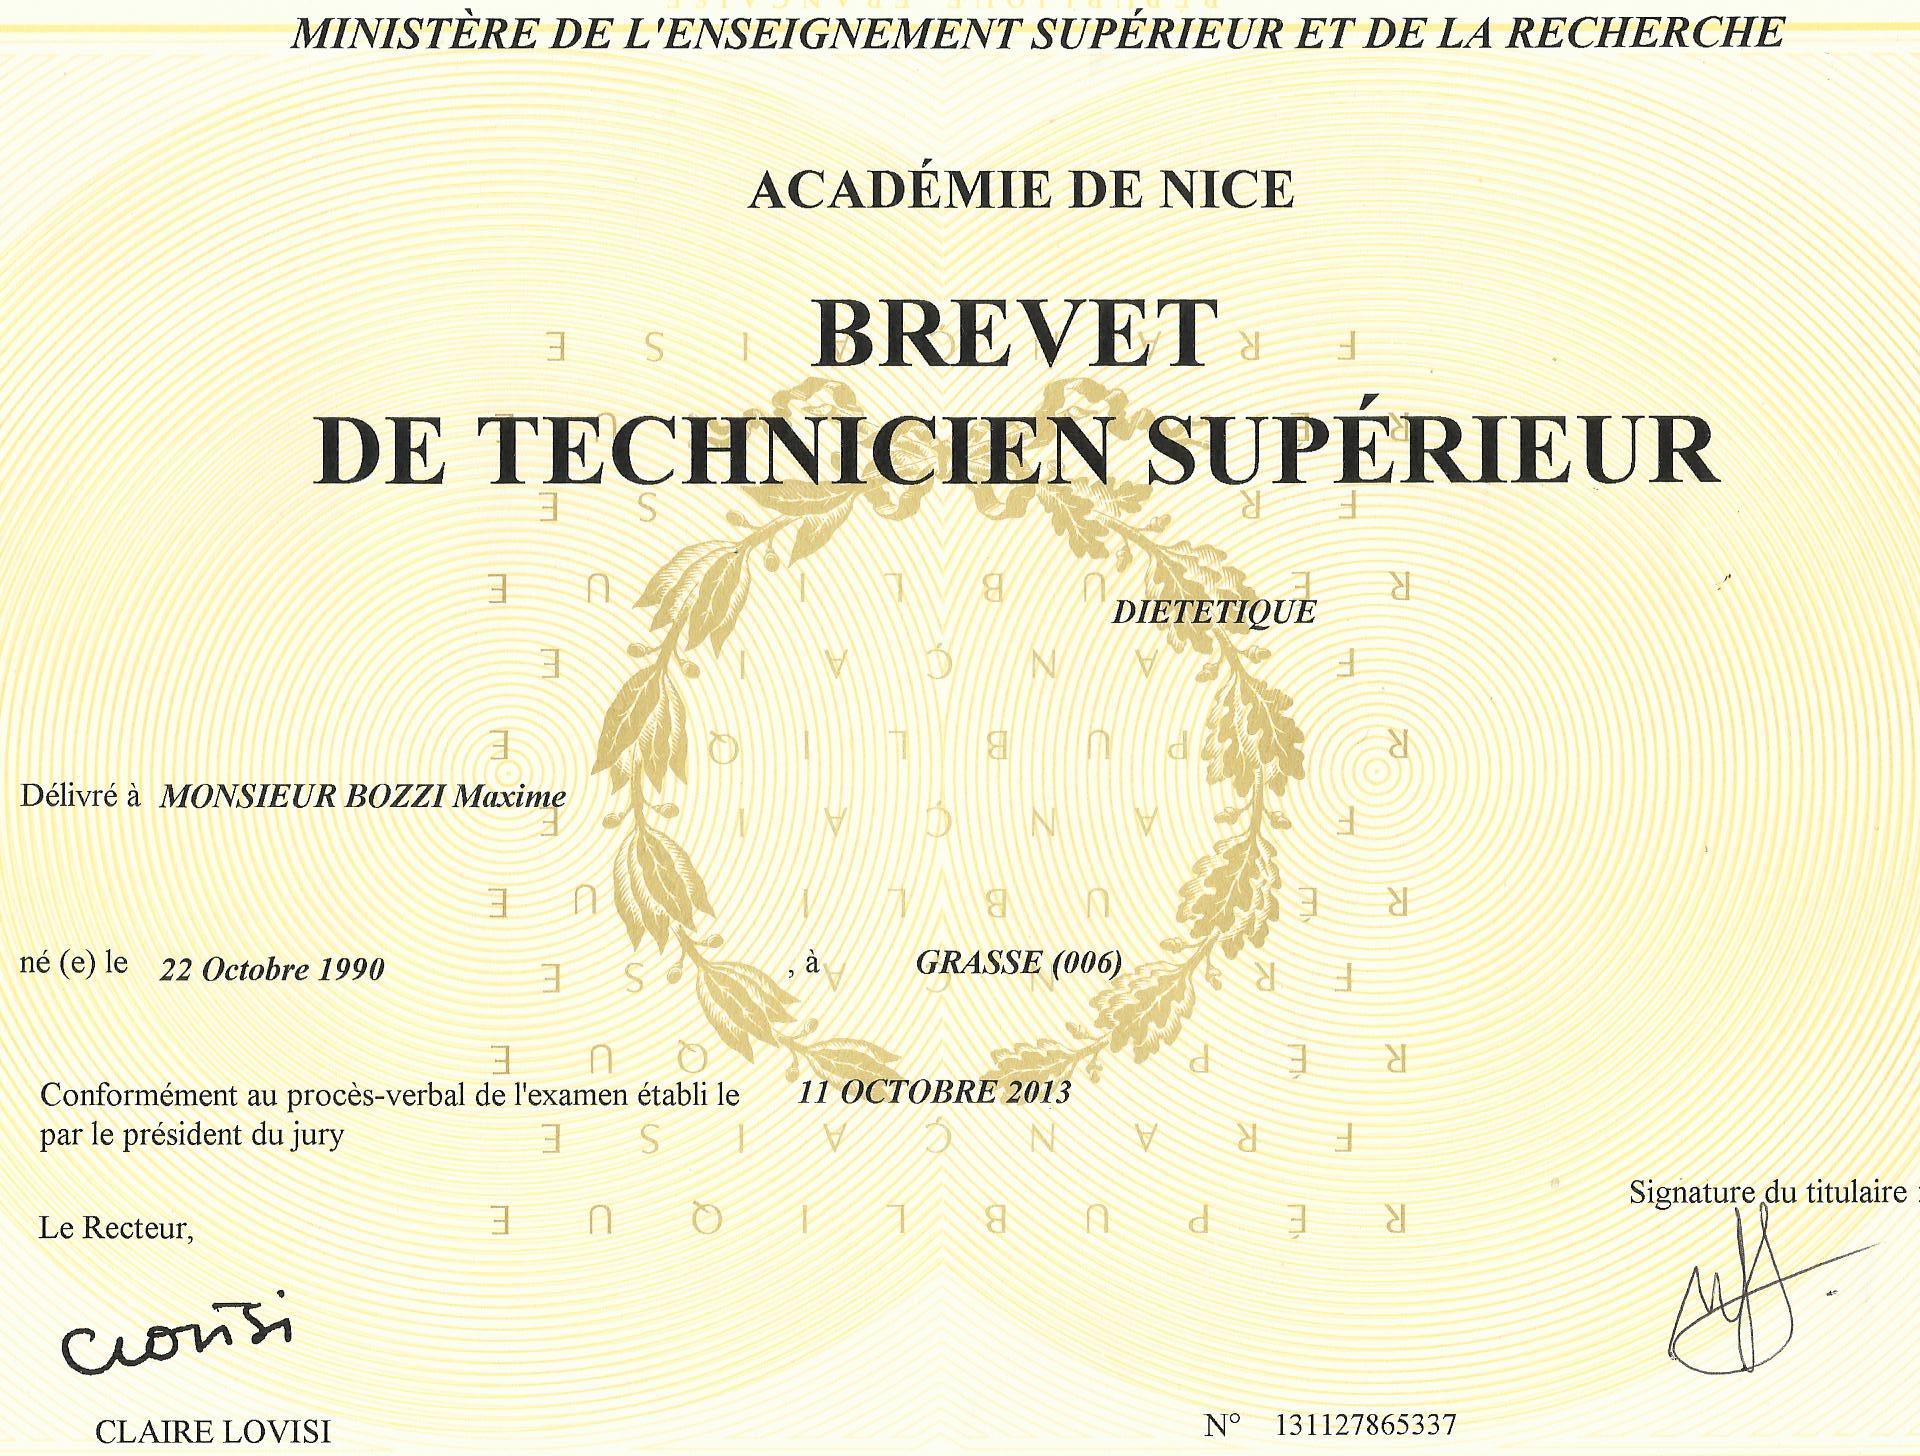 MINISTÈRE DE L'ENSEIGNEMENT SUPÉRIEUR ET DE LA RECHERCHE
ACADÉMIE DE NICE
BREVET
DE TECHNICIEN SUPÉRIEUR
DIETETIQUE
Délivré à MONSIEUR BOZZI Maxime
né (e) le 22 Octobre 1990 , à GRASSE (006)
Conformément au procès-verbal de l'examen établi le 11 OCTOBRE 2013
par le président du jury
Signature du titulaire :
Le Recteur,
CLAIRE LOVISI
N° 131127865337